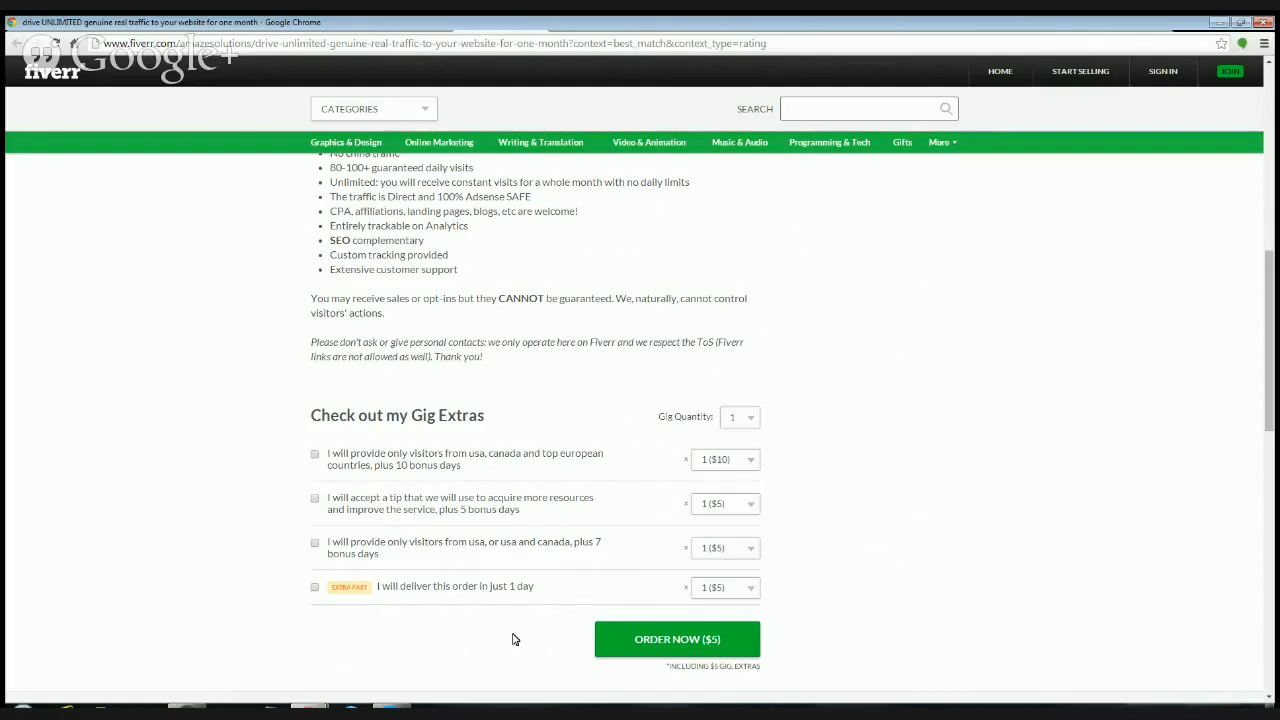 drive UNLIMITED genuine real traffic to your website for one month - Google Chrome
www.fiverr.com/amazesolutions/drive-unlimited-genuine-real-traffic-to-your-website-for-one-month?context=best_match&context_type=rating
Google+
fiverr
HOME
START SELLING
SIGN IN
JOIN
CATEGORIES
SEARCH
Graphics & Design
Online Marketing
Writing & Translation
Video & Animation
Music & Audio
Programming & Tech
Gifts
More
No china traffic
80-100+ guaranteed daily visits
Unlimited: you will receive constant visits for a whole month with no daily limits
The traffic is Direct and 100% Adsense SAFE
CPA, affiliations, landing pages, blogs, etc are welcome!
Entirely trackable on Analytics
SEO complementary
Custom tracking provided
Extensive customer support
You may receive sales or opt-ins but they CANNOT be guaranteed. We, naturally, cannot control
visitors' actions.
Please don't ask or give personal contacts: we only operate here on Fiverr and we respect the ToS (Fiverr
links are not allowed as well). Thank you!
Check out my Gig Extras
Gig Quantity: 1
I will provide only visitors from usa, canada and top european
countries, plus 10 bonus days
× 1 ($10)
I will accept a tip that we will use to acquire more resources
and improve the service, plus 5 bonus days
× 1 ($5)
I will provide only visitors from usa, or usa and canada, plus 7
bonus days
× 1 ($5)
EXTRA FAST I will deliver this order in just 1 day
× 1 ($5)
ORDER NOW ($5)
*INCLUDING $5 GIG, EXTRAS